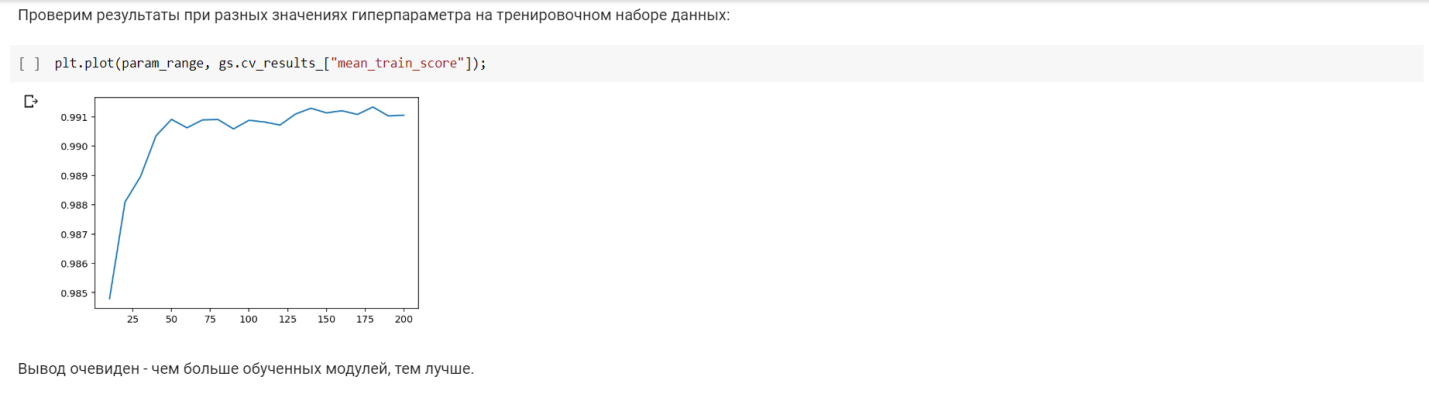 Проверим результаты при разных значениях гиперпараметра на тренировочном наборе данных:
[ ] plt.plot(param_range, gs.cv_results_["mean_train_score"]);
0.991
0.990
0.989
0.988
0.987
0.986
0.985
25 50 75 100 125 150 175 200
Вывод очевиден - чем больше обученных модулей, тем лучше.